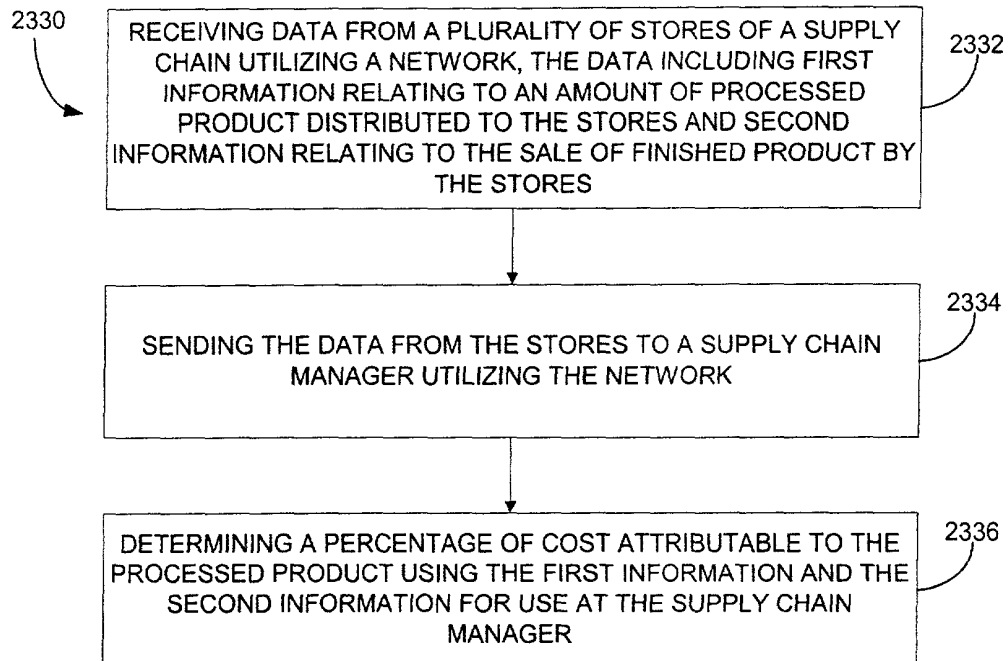 2330
RECEIVING DATA FROM A PLURALITY OF STORES OF A SUPPLY
CHAIN UTILIZING A NETWORK, THE DATA INCLUDING FIRST
INFORMATION RELATING TO AN AMOUNT OF PROCESSED
PRODUCT DISTRIBUTED TO THE STORES AND SECOND
INFORMATION RELATING TO THE SALE OF FINISHED PRODUCT BY
THE STORES
2332
SENDING THE DATA FROM THE STORES TO A SUPPLY CHAIN
MANAGER UTILIZING THE NETWORK
2334
DETERMINING A PERCENTAGE OF COST ATTRIBUTABLE TO THE
PROCESSED PRODUCT USING THE FIRST INFORMATION AND THE
SECOND INFORMATION FOR USE AT THE SUPPLY CHAIN
MANAGER
2336